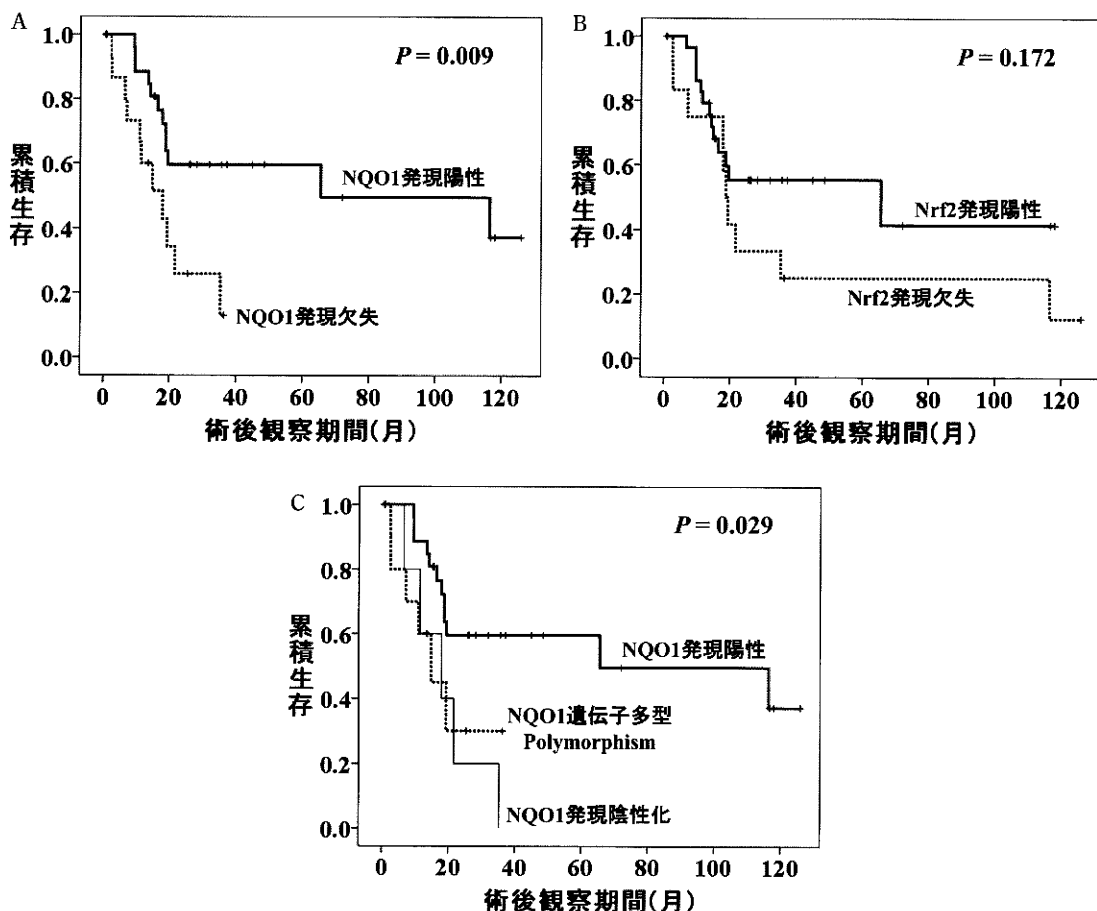 A
P = 0.009
累積生存
1.0
0.8
0.6
0.4
0.2
0.0
NQO1発現陽性
NQO1発現欠失
0 20 40 60 80 100 120
術後観察期間(月)
B
P = 0.172
累積生存
1.0
0.8
0.6
0.4
0.2
0.0
Nrf2発現陽性
Nrf2発現欠失
0 20 40 60 80 100 120
術後観察期間(月)
C
P = 0.029
累積生存
1.0
0.8
0.6
0.4
0.2
0.0
NQO1発現陽性
NQO1遺伝子多型
Polymorphism
NQO1発現陰性化
0 20 40 60 80 100 120
術後観察期間(月)